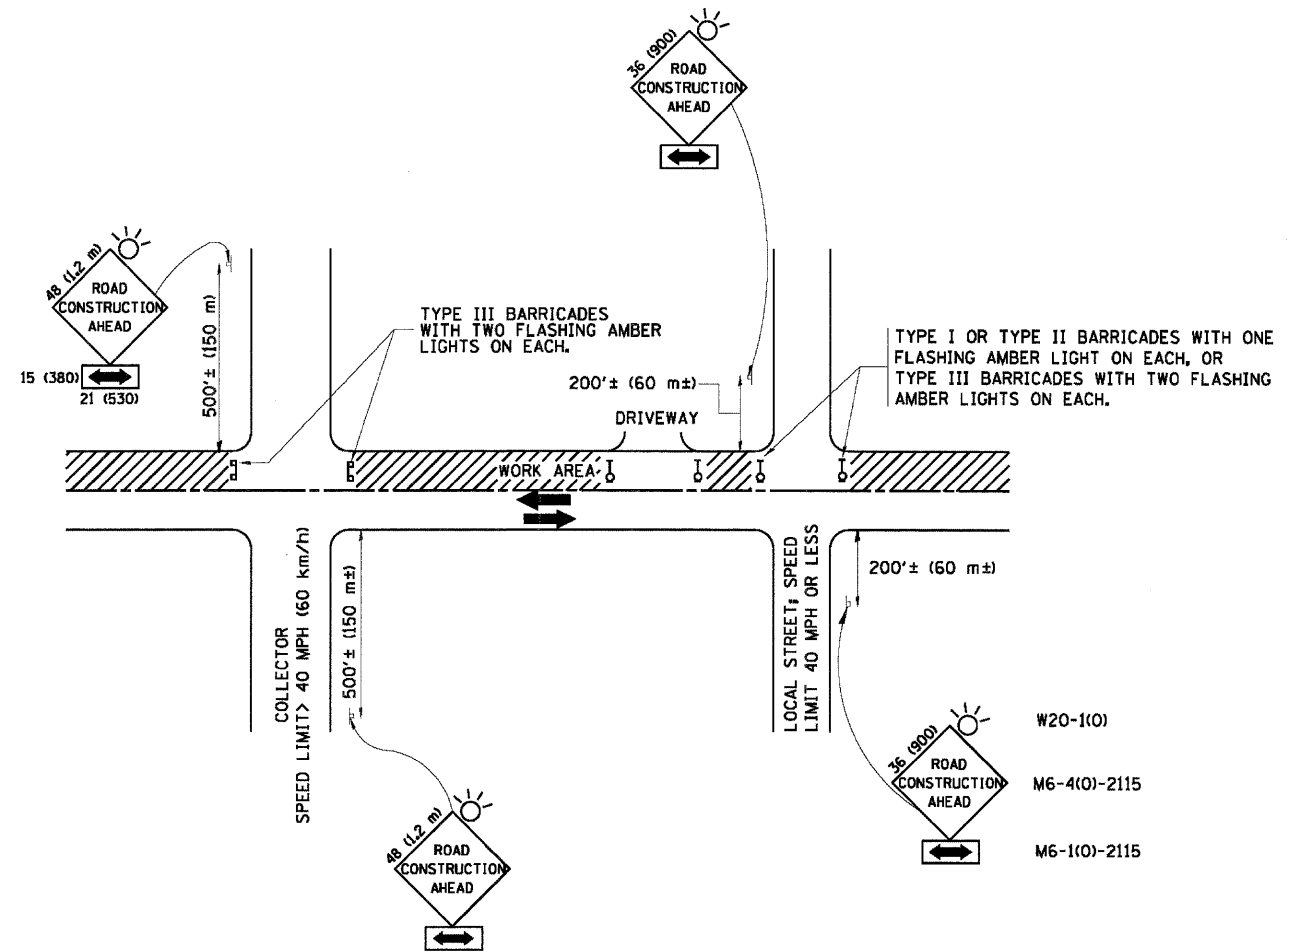 36 (900)
ROAD
CONSTRUCTION
AHEAD
48 (1.2 m)
ROAD
CONSTRUCTION
AHEAD
15 (380)
21 (530)
500'± (150 m)
TYPE III BARRICADES
WITH TWO FLASHING AMBER
LIGHTS ON EACH.
200'± (60 m±)
DRIVEWAY
TYPE I OR TYPE II BARRICADES WITH ONE
FLASHING AMBER LIGHT ON EACH, OR
TYPE III BARRICADES WITH TWO FLASHING
AMBER LIGHTS ON EACH.
WORK AREA
COLLECTOR
SPEED LIMIT> 40 MPH (60 km/h)
500'± (150 m±)
LOCAL STREET; SPEED
LIMIT 40 MPH OR LESS
200'± (60 m±)
48 (1.2 m)
ROAD
CONSTRUCTION
AHEAD
36 (900)
ROAD
CONSTRUCTION
AHEAD
W20-1(O)
M6-4(O)-2115
M6-1(O)-2115